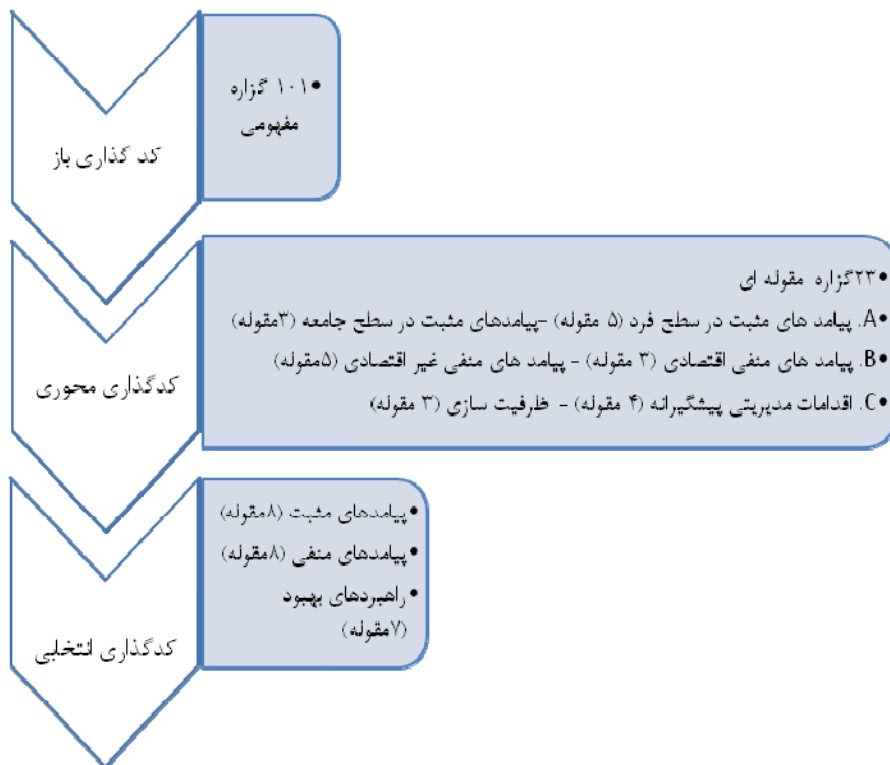 کد گذاری باز
•۱۰۱ گزاره
مفهومی
کدگذاری محوری
•۲۳گزاره مقوله ای
•A. پیامد های مثبت در سطح فرد (۵ مقوله) -پیامدهای مثبت در سطح جامعه (۳مقوله)
•B. پیامد های منفی اقتصادی (۳ مقوله) - پیامد های منفی غیر اقتصادی (۵مقوله)
•C. اقدامات مدیریتی پیشگیرانه (۴ مقوله) - ظرفیت سازی (۳ مقوله)
کدگذاری انتخابی
•پیامدهای مثبت (۸مقوله)
•پیامدهای منفی (۸مقوله)
•راهبردهای بهبود
(۷مقوله)